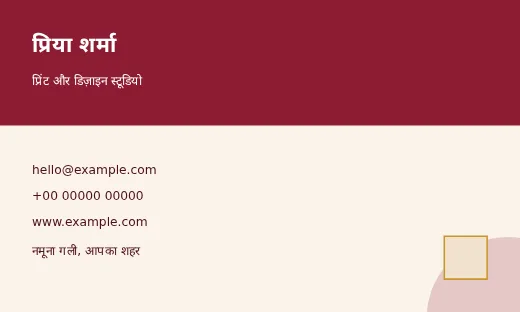 प्रिया शर्मा
प्रिंट और डिज़ाइन स्टूडियो
hello@example.com
+00 00000 00000
www.example.com
नमूना गली, आपका शहर